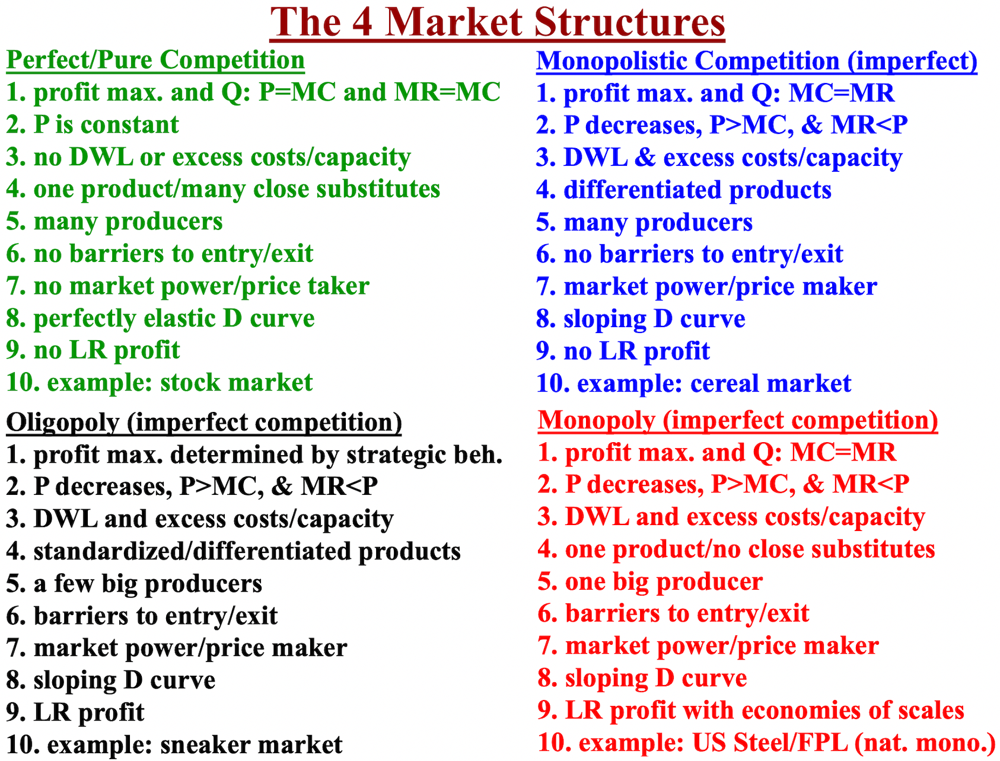 The 4 Market Structures
Perfect/Pure Competition
1. profit max. and Q: P=MC and MR=MC
2. P is constant
3. no DWL or excess costs/capacity
4. one product/many close substitutes
5. many producers
6. no barriers to entry/exit
7. no market power/price taker
8. perfectly elastic D curve
9. no LR profit
10. example: stock market
Monopolistic Competition (imperfect)
1. profit max. and Q: MC=MR
2. P decreases, P>MC, & MR<P
3. DWL & excess costs/capacity
4. differentiated products
5. many producers
6. no barriers to entry/exit
7. market power/price maker
8. sloping D curve
9. no LR profit
10. example: cereal market
Oligopoly (imperfect competition)
1. profit max. determined by strategic beh.
2. P decreases, P>MC, & MR<P
3. DWL and excess costs/capacity
4. standardized/differentiated products
5. a few big producers
6. barriers to entry/exit
7. market power/price maker
8. sloping D curve
9. LR profit
10. example: sneaker market
Monopoly (imperfect competition)
1. profit max. and Q: MC=MR
2. P decreases, P>MC, & MR<P
3. DWL and excess costs/capacity
4. one product/no close substitutes
5. one big producer
6. barriers to entry/exit
7. market power/price maker
8. sloping D curve
9. LR profit with economies of scales
10. example: US Steel/FPL (nat. mono.)